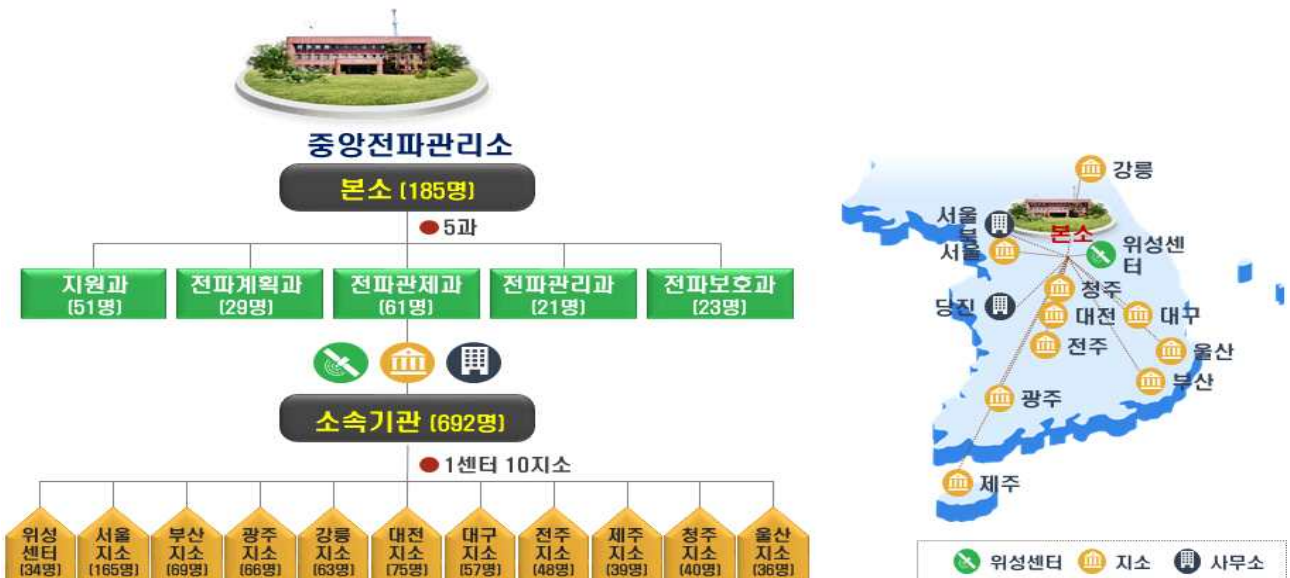 중앙전파관리소
본소 (185명)
5과
지원과
(51명)
전파계획과
(29명)
전파관제과
(61명)
전파관리과
(21명)
전파보호과
(23명)
소속기관 (692명)
1센터 10지소
위성
센터
(34명)
서울
지소
(165명)
부산
지소
(69명)
광주
지소
(66명)
강릉
지소
(63명)
대전
지소
(75명)
대구
지소
(57명)
전주
지소
(48명)
제주
지소
(39명)
청주
지소
(40명)
울산
지소
(36명)
강릉
서울
북
본소
서울
위성센
터
청주
당진
대전
대구
전주
울산
부산
광주
제주
위성센터
지소
사무소